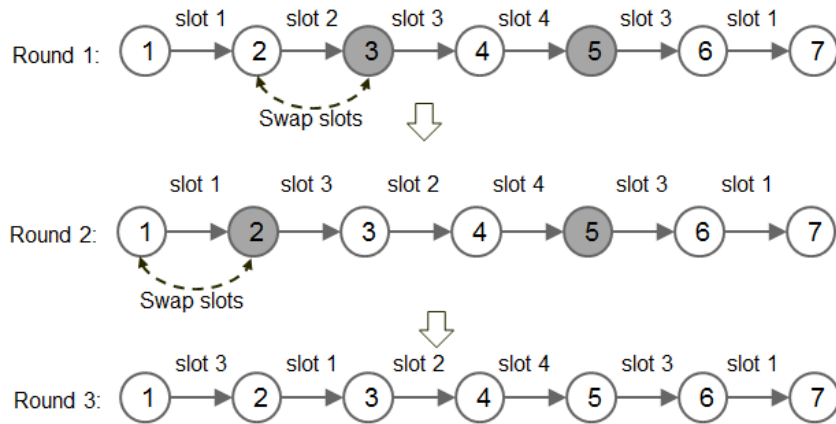 slot 1 slot 2 slot 3 slot 4 slot 3 slot 1
Round 1: 1 2 3 4 5 6 7
Swap slots
slot 1 slot 3 slot 2 slot 4 slot 3 slot 1
Round 2: 1 2 3 4 5 6 7
Swap slots
slot 3 slot 1 slot 2 slot 4 slot 3 slot 1
Round 3: 1 2 3 4 5 6 7